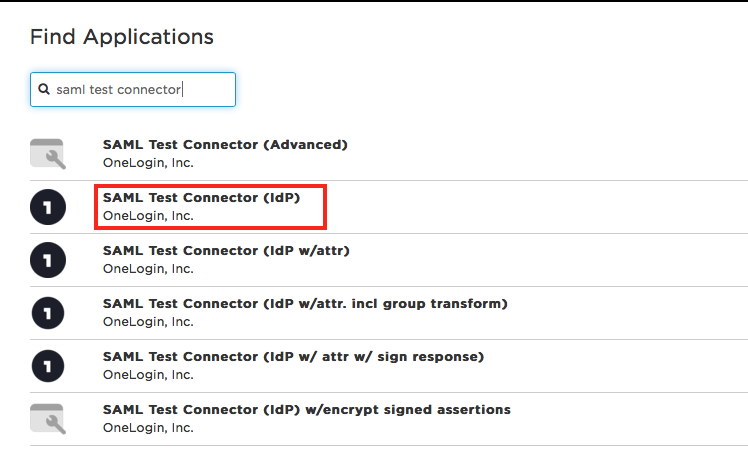 Find Applications
saml test connector
SAML Test Connector (Advanced)
OneLogin, Inc.
1
SAML Test Connector (IdP)
OneLogin, Inc.
1
SAML Test Connector (IdP w/attr)
OneLogin, Inc.
1
SAML Test Connector (IdP w/attr. incl group transform)
OneLogin, Inc.
1
SAML Test Connector (IdP w/ attr w/ sign response)
OneLogin, Inc.
SAML Test Connector (IdP) w/encrypt signed assertions
OneLogin, Inc.